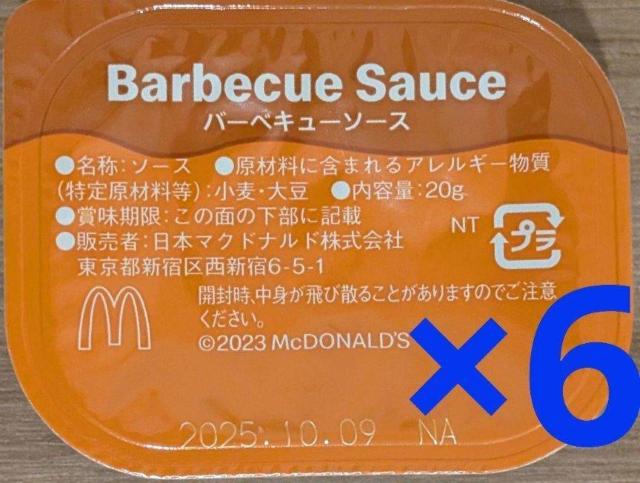 Barbecue Sauce
バーベキューソース
●名称:ソース ●原材料に含まれるアレルギー物質
(特定原材料等):小麦・大豆 ●内容量:20g
●賞味期限:この面の下部に記載
●販売者:日本マクドナルド株式会社
東京都新宿区西新宿6-5-1
NT プラ
開封時、中身が飛び散ることがありますのでご注意
ください。
©2023 McDONALD'S
×6
2025.10.09 NA